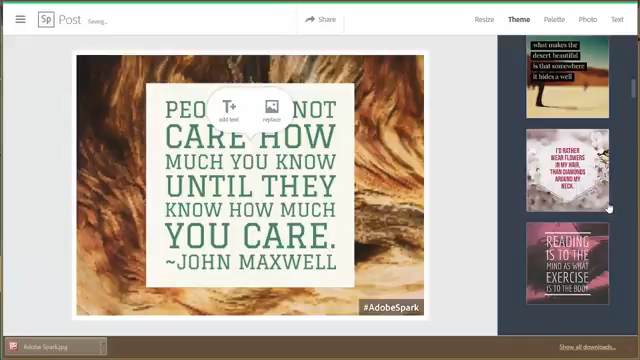 Sp Post Saving... Share Resize Theme Palette Photo Text
PEO NOT
CARE HOW
MUCH YOU KNOW
UNTIL THEY
KNOW HOW MUCH
YOU CARE.
~JOHN MAXWELL
T+
add text replace
#AdobeSpark
what makes the
desert beautiful
is that somewhere
it hides a well
I'D RATHER
WEAR FLOWERS
IN MY HAIR,
THAN DIAMONDS
AROUND MY
NECK.
READING
IS TO THE
MIND AS WHAT
EXERCISE
IS TO THE BODY
Adobe Spark.jpg Show all downloads...